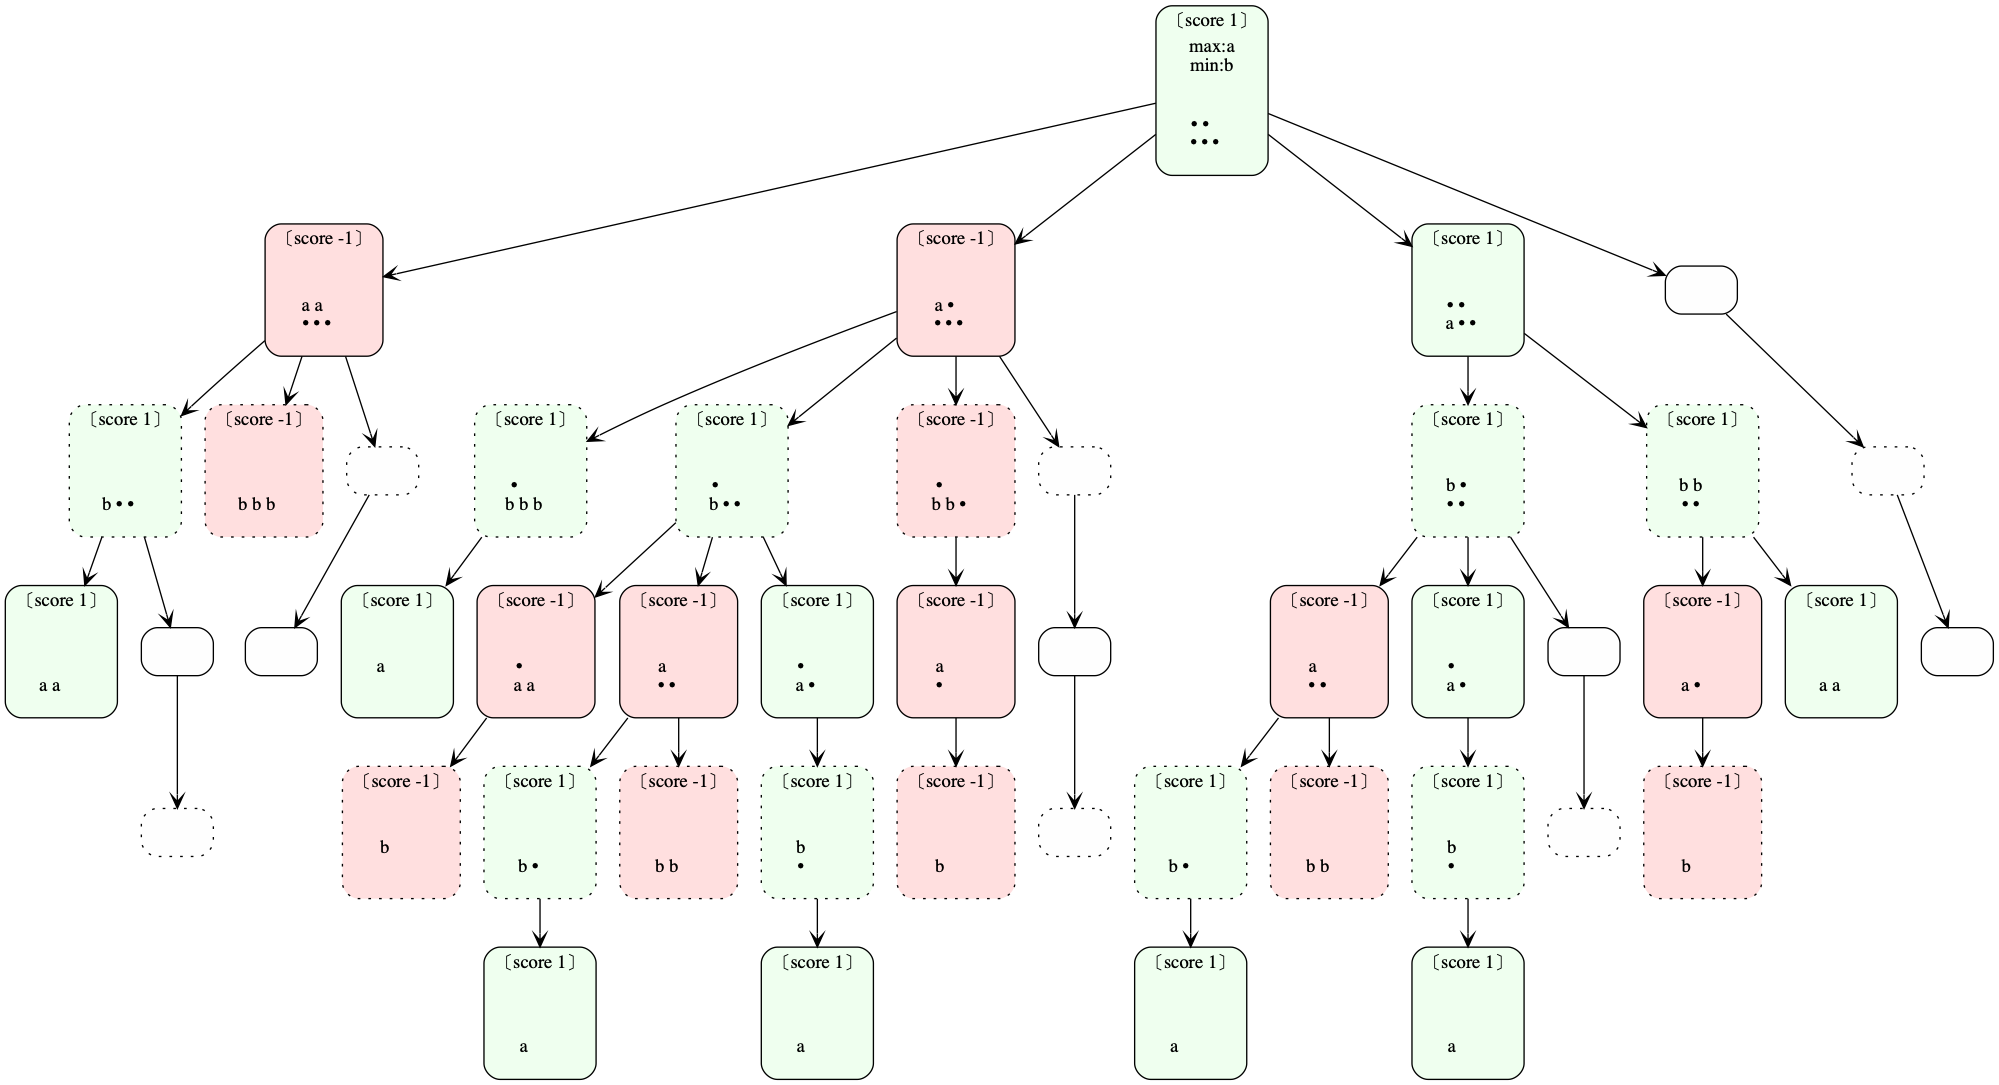 〔score 1〕
max:a
min:b
••
•••
〔score -1〕
a a
•••
〔score -1〕
a •
•••
〔score 1〕
••
a ••
〔score 1〕
b ••
〔score -1〕
b b b
〔score 1〕
•
b b b
〔score 1〕
•
b ••
〔score -1〕
•
b b •
〔score 1〕
b •
••
〔score 1〕
b b
••
〔score 1〕
a a
〔score 1〕
a
〔score -1〕
•
a a
〔score -1〕
a
••
〔score 1〕
•
a •
〔score -1〕
a
•
〔score -1〕
a
••
〔score 1〕
•
a •
〔score -1〕
a •
〔score 1〕
a a
〔score -1〕
b
〔score 1〕
b •
〔score -1〕
b b
〔score 1〕
b
•
〔score -1〕
b
〔score 1〕
b •
〔score -1〕
b b
〔score 1〕
b
•
〔score -1〕
b
〔score 1〕
a
〔score 1〕
a
〔score 1〕
a
〔score 1〕
a